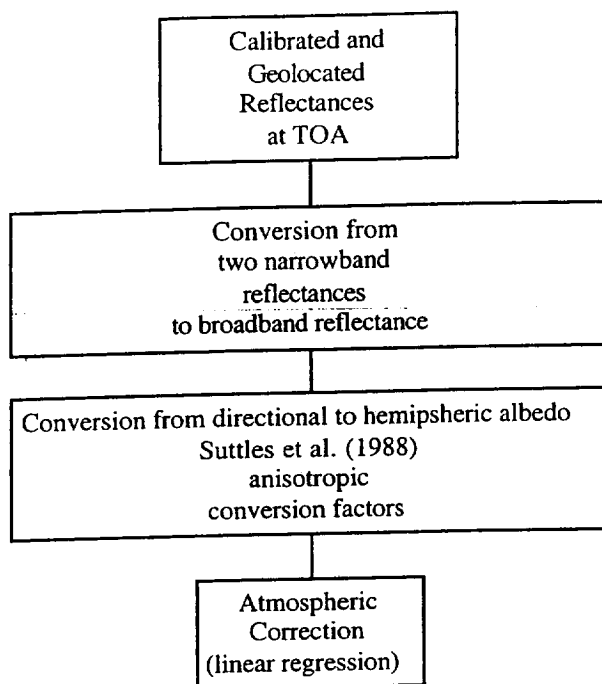 Calibrated and
Geolocated
Reflectances
at TOA
Conversion from
two narrowband
reflectances
to broadband reflectance
Conversion from directional to hemipsheric albedo
Suttles et al. (1988)
anisotropic
conversion factors
Atmospheric
Correction
(linear regression)